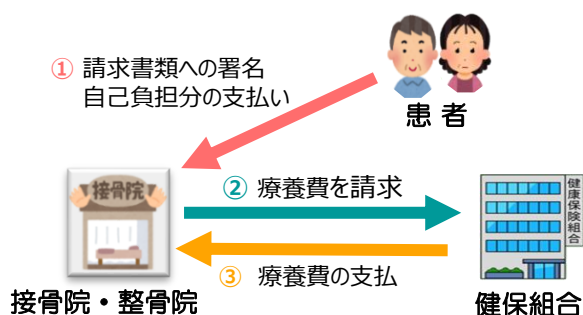 ① 請求書類への署名
自己負担分の支払い
患者
接骨院
② 療養費を請求
健康保険組合
③ 療養費の支払
接骨院・整骨院
健保組合